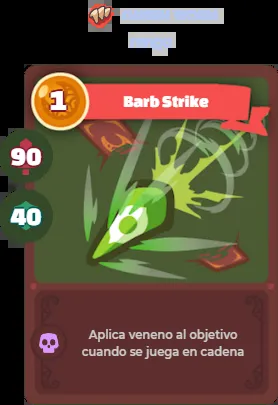 1
Barb Strike
90
40
Aplica veneno al objetivo
cuando se juega en cadena